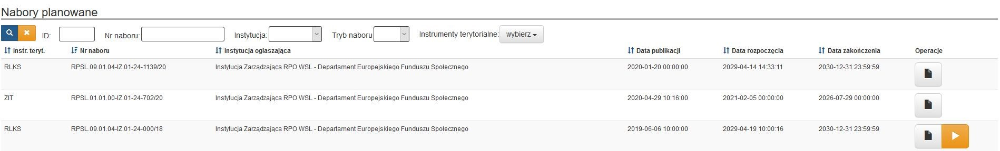 Nabory planowane
ID: Nr naboru: Instytucja: Tryb naboru Instrumenty terytorialne: wybierz
Instr. teryt. Nr naboru Instytucja ogłaszająca Data publikacji Data rozpoczęcia Data zakończenia Operacje
RLKS RPSL.09.01.04-IZ.01-24-1139/20 Instytucja Zarządzająca RPO WSL - Departament Europejskiego Funduszu Społecznego 2020-01-20 00:00:00 2029-04-14 14:33:11 2030-12-31 23:59:59
ZIT RPSL.01.01.00-IZ.01-24-702/20 Instytucja Zarządzająca RPO WSL - Departament Europejskiego Funduszu Społecznego 2020-04-29 10:16:00 2021-02-05 00:00:00 2026-07-29 00:00:00
RLKS RPSL.09.01.04-IZ.01-24-000/18 Instytucja Zarządzająca RPO WSL - Departament Europejskiego Funduszu Społecznego 2019-06-06 10:00:00 2029-04-19 10:00:16 2030-12-31 23:59:59